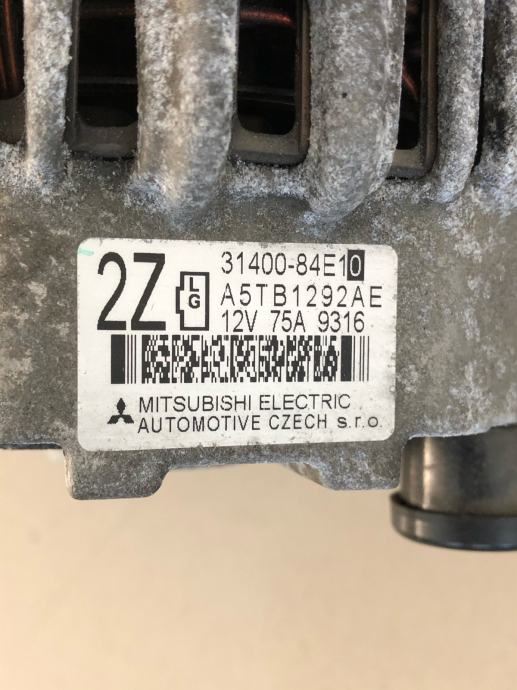 2Z
L
G
31400-84E10
A5TB1292AE
12V 75A 9316
MITSUBISHI ELECTRIC
AUTOMOTIVE CZECH s.r.o.